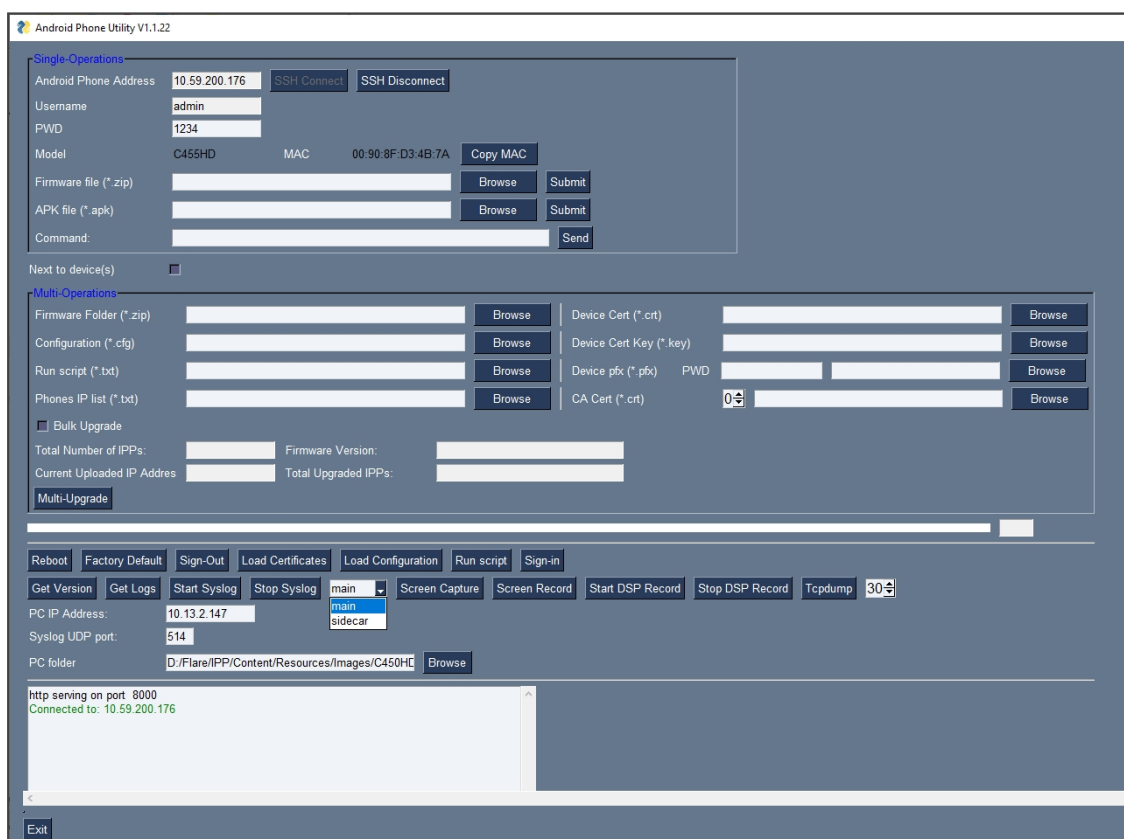 Android Phone Utility V1.1.22
Single-Operations
Android Phone Address 10.59.200.176 SSH Connect SSH Disconnect
Username admin
PWD 1234
Model C455HD MAC 00:90:8F:D3:4B:7A Copy MAC
Firmware file (*.zip) Browse Submit
APK file (*.apk) Browse Submit
Command: Send
Next to device(s)
Multi-Operations
Firmware Folder (*.zip) Browse Device Cert (*.crt) Browse
Configuration (*.cfg) Browse Device Cert Key (*.key) Browse
Run script (*.txt) Browse Device pfx (*.pfx) PWD Browse
Phones IP list (*.txt) Browse CA Cert (*.crt) 0 Browse
Bulk Upgrade
Total Number of IPPs: Firmware Version:
Current Uploaded IP Addres Total Upgraded IPPs:
Multi-Upgrade
Reboot Factory Default Sign-Out Load Certificates Load Configuration Run script Sign-in
Get Version Get Logs Start Syslog Stop Syslog main Screen Capture Screen Record Start DSP Record Stop DSP Record Tcpdump 30
main
sidecar
PC IP Address: 10.13.2.147
Syslog UDP port: 514
PC folder D:/Flare/IPP/Content/Resources/Images/C450HD Browse
http serving on port 8000
Connected to: 10.59.200.176
Exit